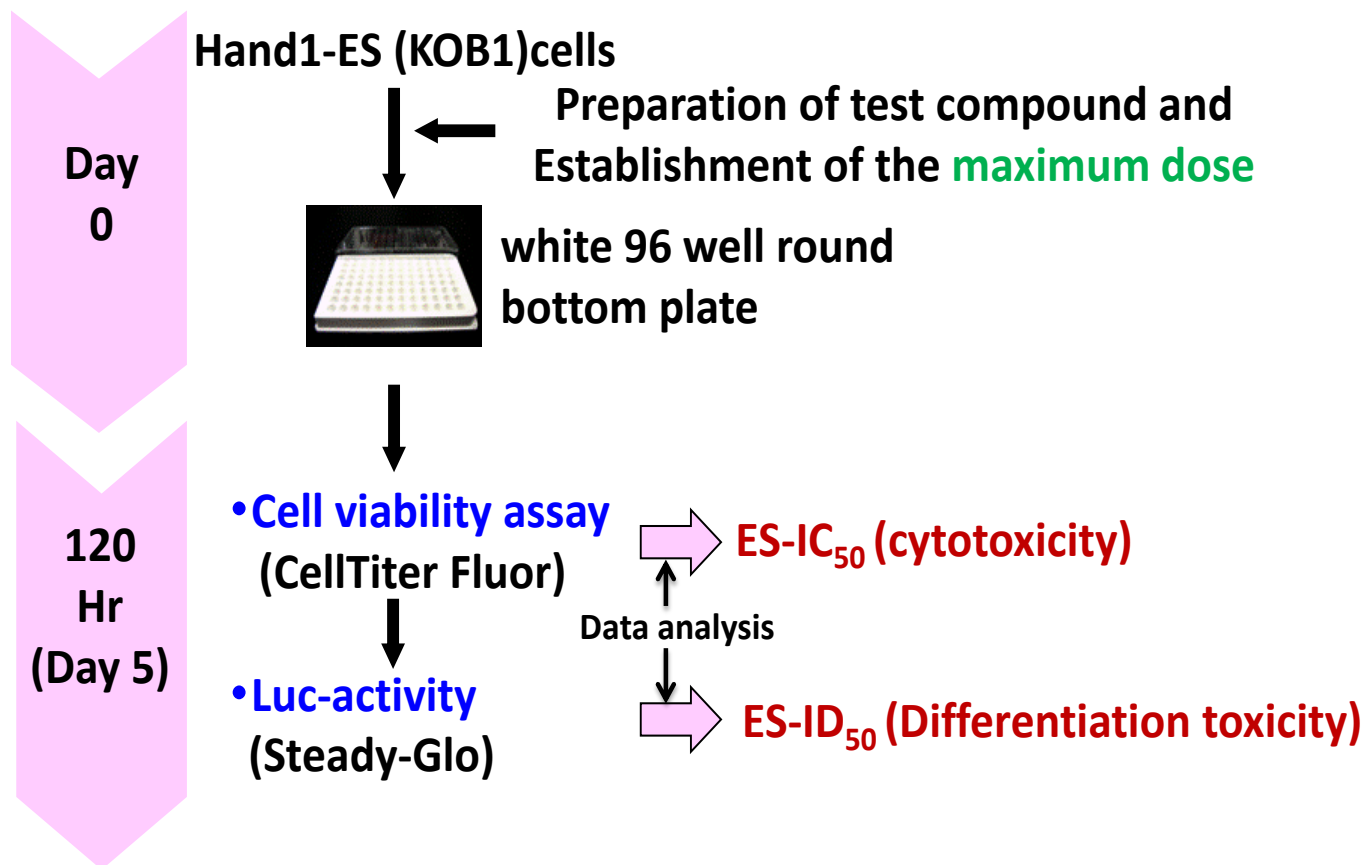 Hand1-ES (KOB1)cells
Preparation of test compound and
Establishment of the maximum dose
Day
0
white 96 well round
bottom plate
120
Hr
(Day 5)
•Cell viability assay
(CellTiter Fluor)
ES-IC50 (cytotoxicity)
Data analysis
•Luc-activity
(Steady-Glo)
ES-ID50 (Differentiation toxicity)